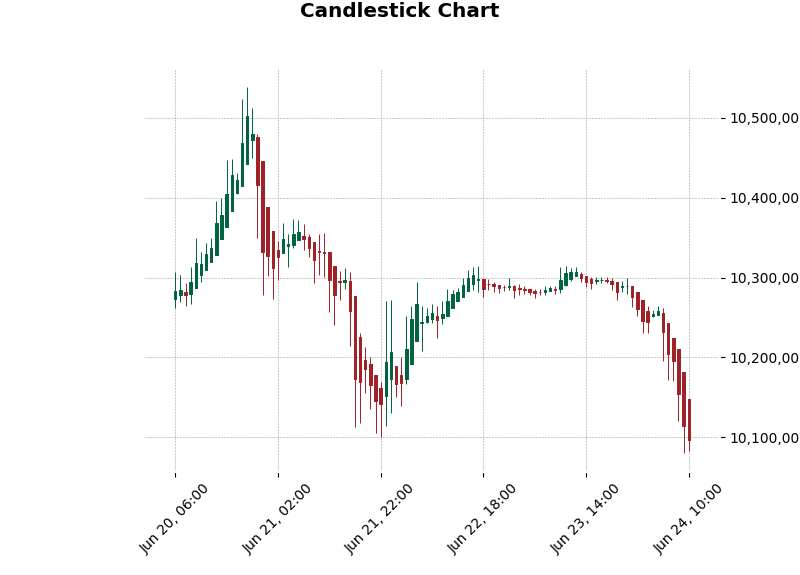 Candlestick Chart
10,500,00
10,400,00
10,300,00
10,200,00
10,100,00
Jun 20, 06:00
Jun 21, 02:00
Jun 21, 22:00
Jun 22, 18:00
Jun 23, 14:00
Jun 24, 10:00